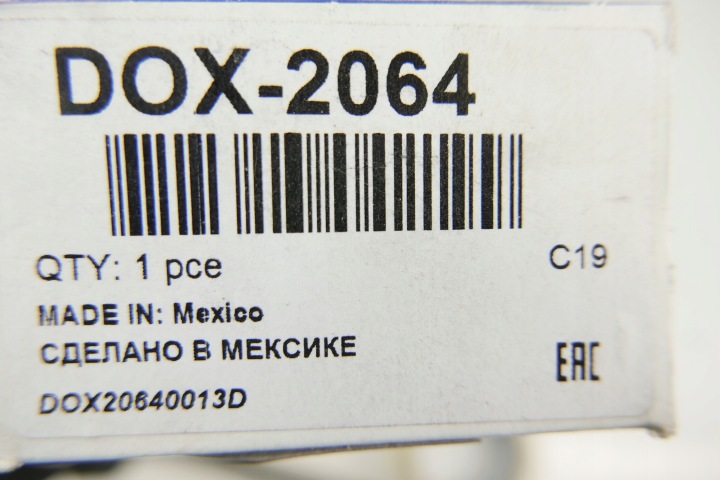 DOX-2064
QTY: 1 pce
C19
MADE IN: Mexico
СДЕЛАНО В МЕКСИКЕ
EAC
DOX20640013D